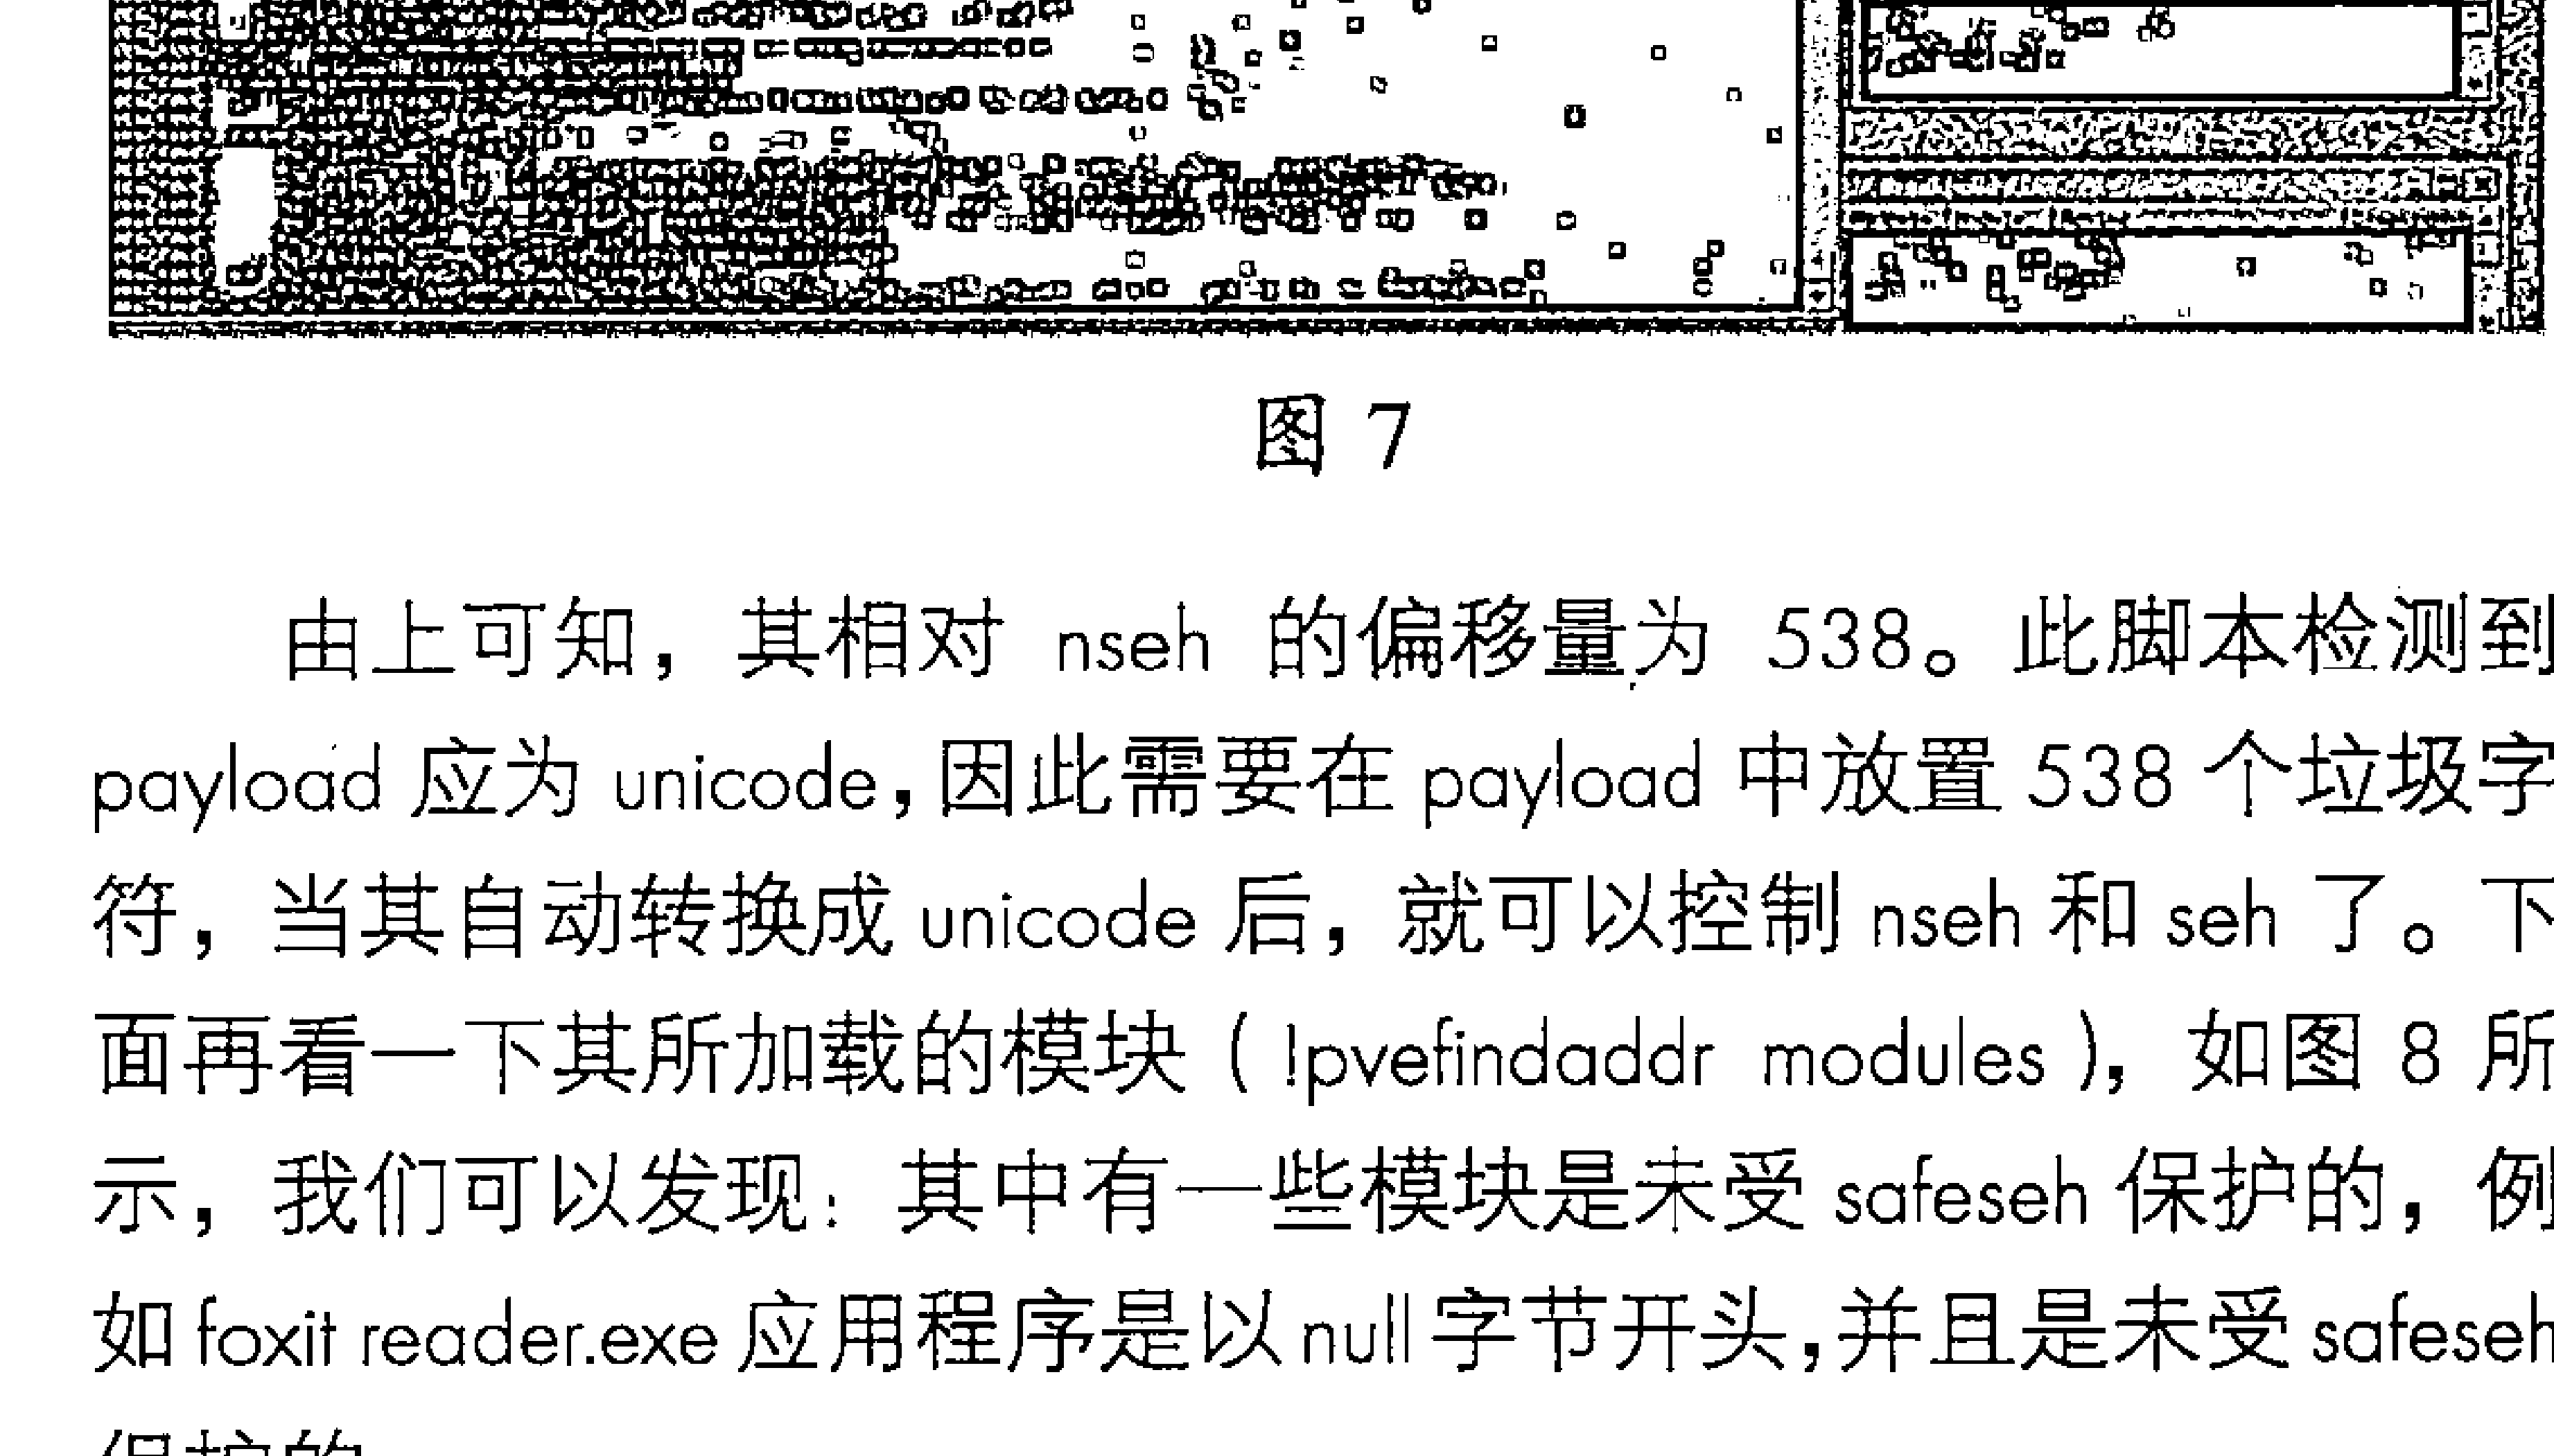 图 7
由上可知，其相对 nseh 的偏移量为 538。此脚本检测到
payload 应为 unicode，因此需要在 payload 中放置 538 个垃圾字
符，当其自动转换成 unicode 后，就可以控制 nseh 和 seh 了。下
面再看一下其所加载的模块（ !pvefindaddr modules ），如图 8 所
示，我们可以发现：其中有一些模块是未受 safeseh 保护的，例
如 foxit reader.exe 应用程序是以 null 字节开头，并且是未受 safeseh
保护的